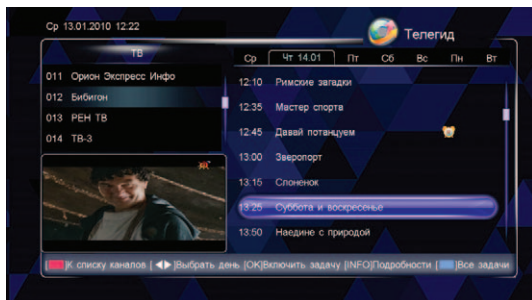 Ср 13.01.2010 12:22
Телегид
ТВ
Ср Чт 14.01 Пт Сб Вс Пн Вт
011 Орион Экспресс Инфо
012 Бибигон
013 РЕН ТВ
014 ТВ-3
12:10 Римские загадки
12:35 Мастер спорта
12:45 Давай потанцуем
13:00 Зверопорт
13:15 Слоненок
13:25 Суббота и воскресенье
13:50 Наедине с природой
[ ]К списку каналов [◀▶]Выбрать день [OK]Включить задачу [INFO]Подробности [ ]Все задачи